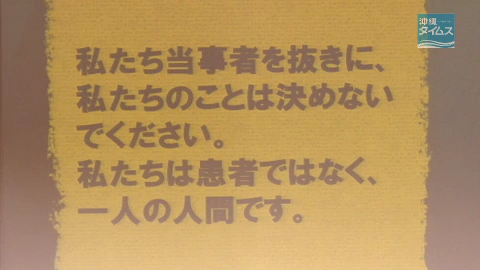 沖縄
タイムス
私たち当事者を抜きに、
私たちのことは決めない
でください。
私たちは患者ではなく、
一人の人間です。